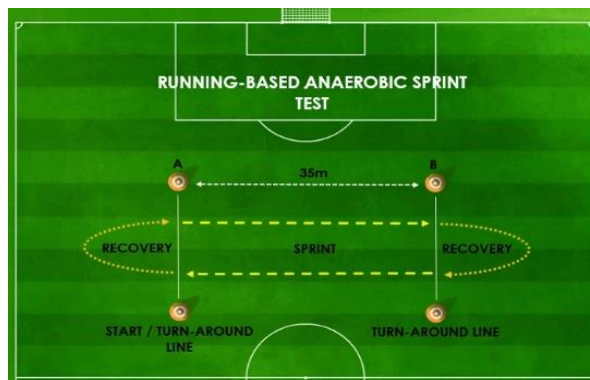 RUNNING-BASED ANAEROBIC SPRINT
TEST
A
B
35m
RECOVERY
SPRINT
RECOVERY
START / TURN-AROUND
LINE
TURN-AROUND LINE